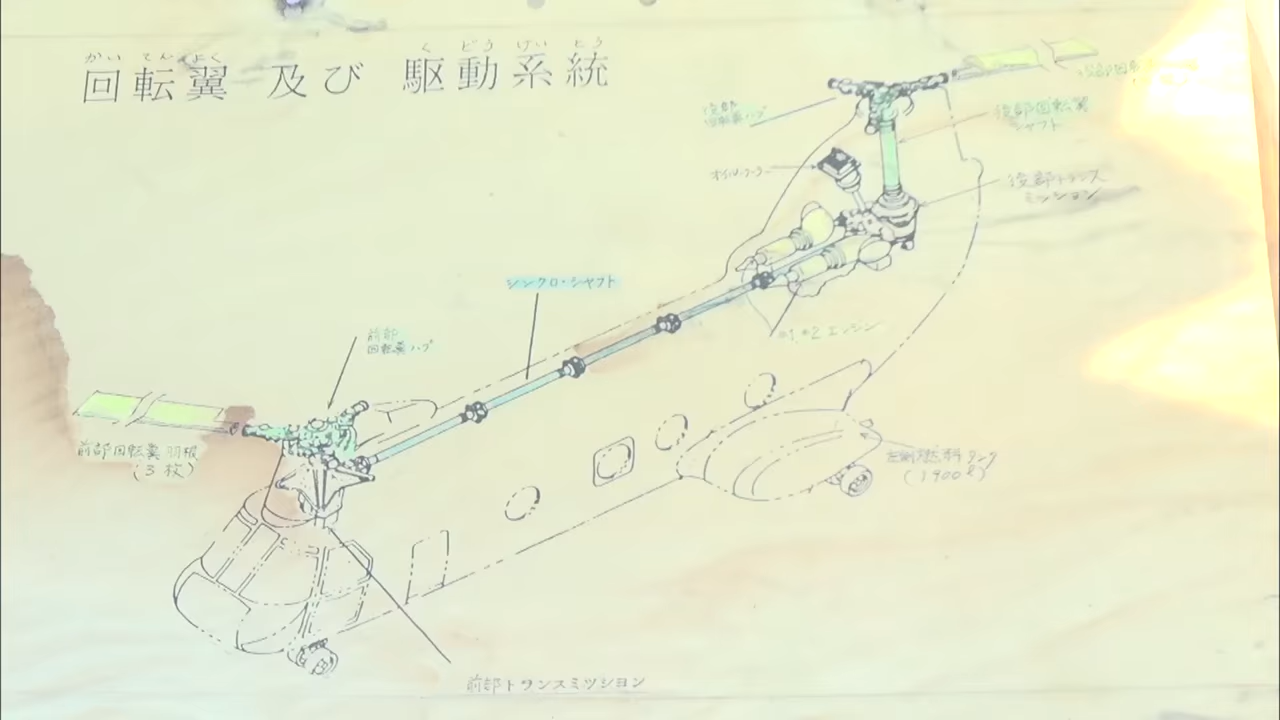 かいてんよく くどうけいとう
回転翼 及び 駆動系統
後部
回転翼ハブ
後部回転翼
シャフト
オイルクーラー
後部トランス
ミッション
シンクロ・シャフト
#1 #2 エンジン
前部
回転翼ハブ
前部回転翼 羽根
(3枚)
左側燃料タンク
(1900ℓ)
前部トランスミツシヨン